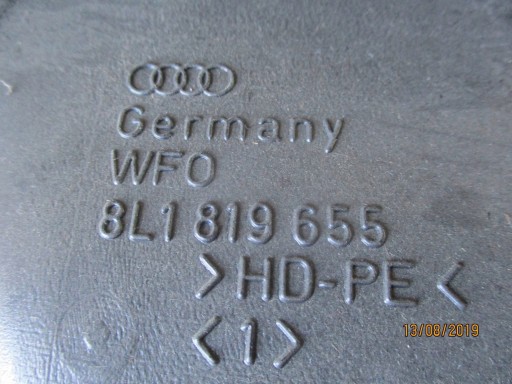 Germany
WFO
8L1 819 655
>HD-PE<
<1>
13/08/2019